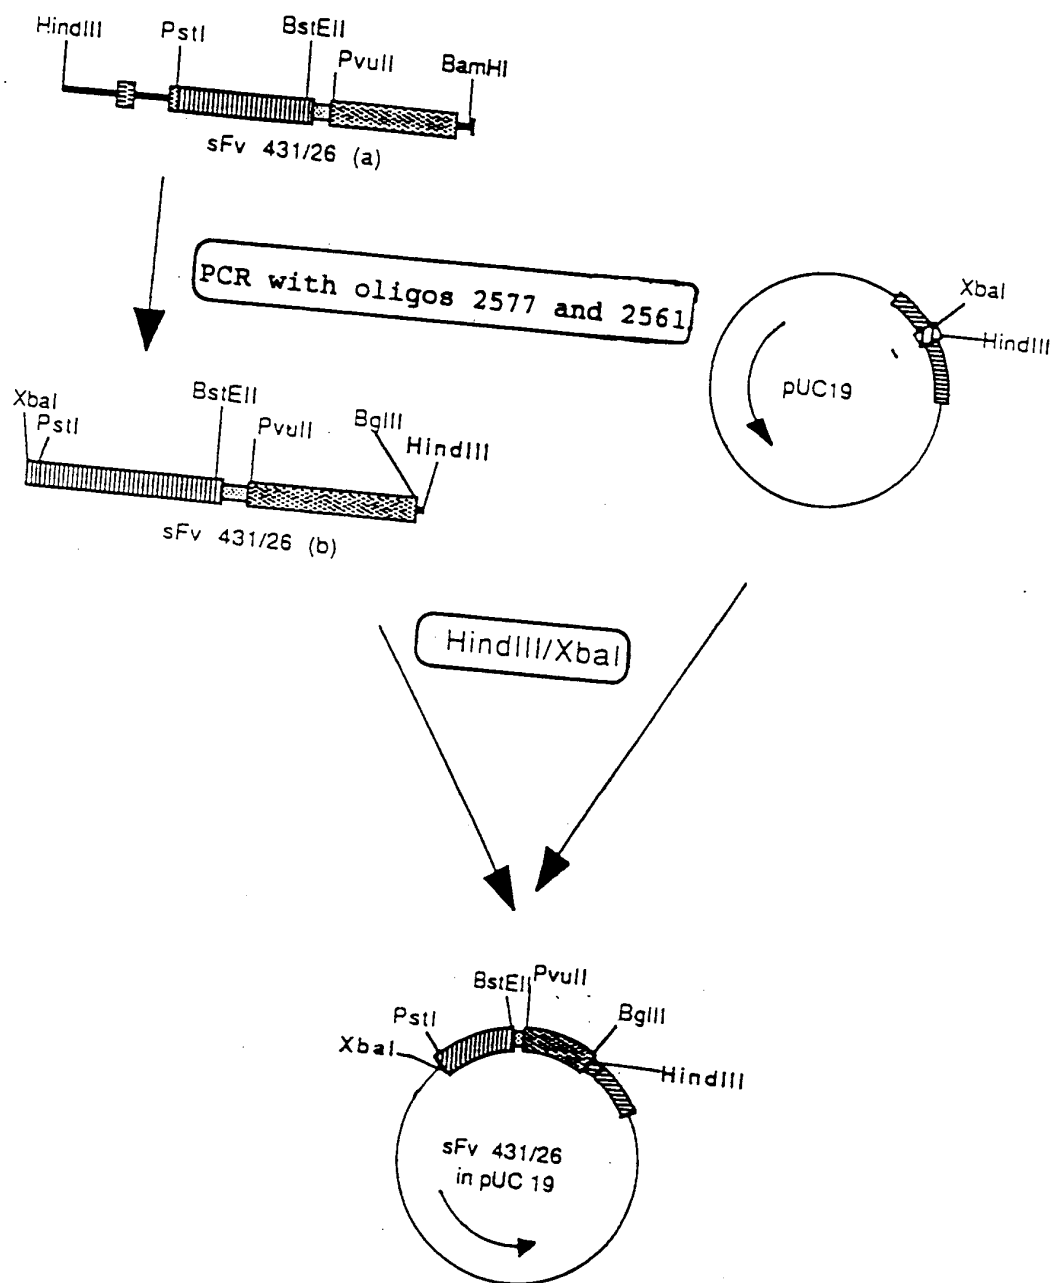 HindIII
PstI
BstEII
PvuII
BamHI
sFv 431/26 (a)
PCR with oligos 2577 and 2561
XbaI
HindIII
pUC19
XbaI
PstI
BstEII
PvuII
BglII
HindIII
sFv 431/26 (b)
HindIII/XbaI
BstEII
PvuII
PstI
BglII
XbaI
HindIII
sFv 431/26
in pUC 19